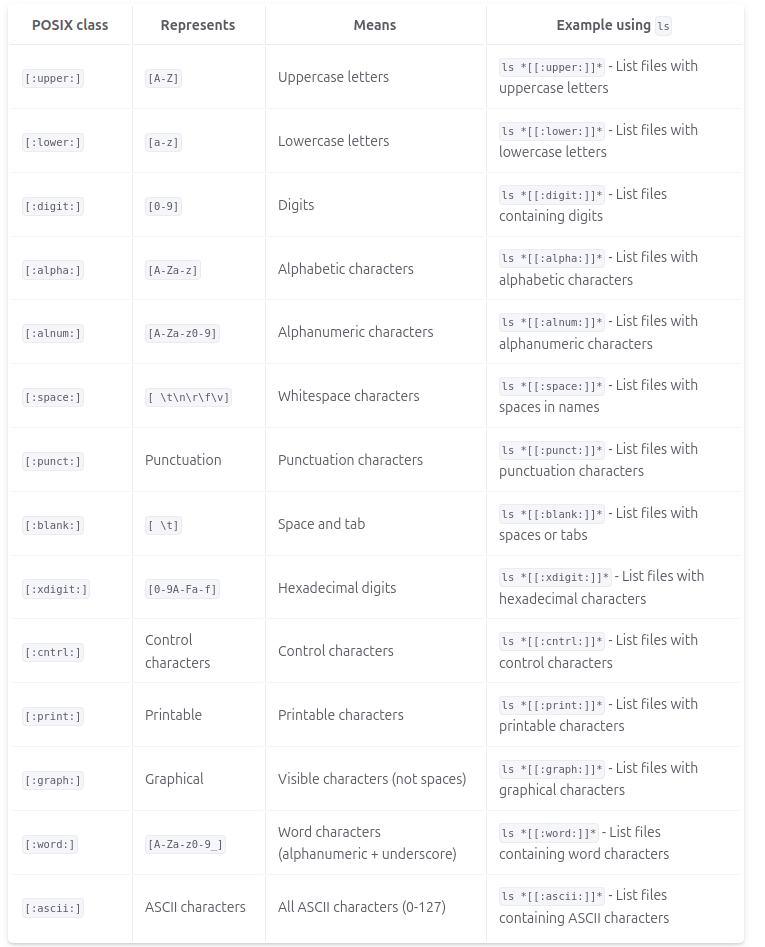 POSIX class Represents Means Example using ls
[:upper:] [A-Z] Uppercase letters ls *[[:upper:]]* - List files with
uppercase letters
[:lower:] [a-z] Lowercase letters ls *[[:lower:]]* - List files with
lowercase letters
[:digit:] [0-9] Digits ls *[[:digit:]]* - List files
containing digits
[:alpha:] [A-Za-z] Alphabetic characters ls *[[:alpha:]]* - List files with
alphabetic characters
[:alnum:] [A-Za-z0-9] Alphanumeric characters ls *[[:alnum:]]* - List files with
alphanumeric characters
[:space:] [ \t\n\r\f\v] Whitespace characters ls *[[:space:]]* - List files with
spaces in names
[:punct:] Punctuation Punctuation characters ls *[[:punct:]]* - List files with
punctuation characters
[:blank:] [ \t] Space and tab ls *[[:blank:]]* - List files with
spaces or tabs
[:xdigit:] [0-9A-Fa-f] Hexadecimal digits ls *[[:xdigit:]]* - List files with
hexadecimal characters
[:cntrl:] Control
characters Control characters ls *[[:cntrl:]]* - List files with
control characters
[:print:] Printable Printable characters ls *[[:print:]]* - List files with
printable characters
[:graph:] Graphical Visible characters (not spaces) ls *[[:graph:]]* - List files with
graphical characters
[:word:] [A-Za-z0-9_] Word characters
(alphanumeric + underscore) ls *[[:word:]]* - List files
containing word characters
[:ascii:] ASCII characters All ASCII characters (0-127) ls *[[:ascii:]]* - List files
containing ASCII characters